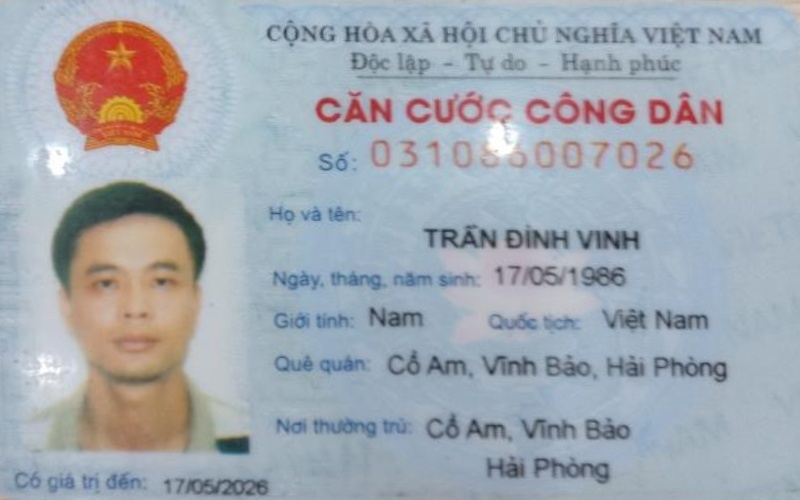 CỘNG HÒA XÃ HỘI CHỦ NGHĨA VIỆT NAM
Độc lập - Tự do - Hạnh phúc
CĂN CƯỚC CÔNG DÂN
Số: 031086007026
Họ và tên:
TRẦN ĐÌNH VINH
Ngày, tháng, năm sinh: 17/05/1986
Giới tính: Nam Quốc tịch: Việt Nam
Quê quán: Cổ Am, Vĩnh Bảo, Hải Phòng
Nơi thường trú: Cổ Am, Vĩnh Bảo
Hải Phòng
Có giá trị đến: 17/05/2026